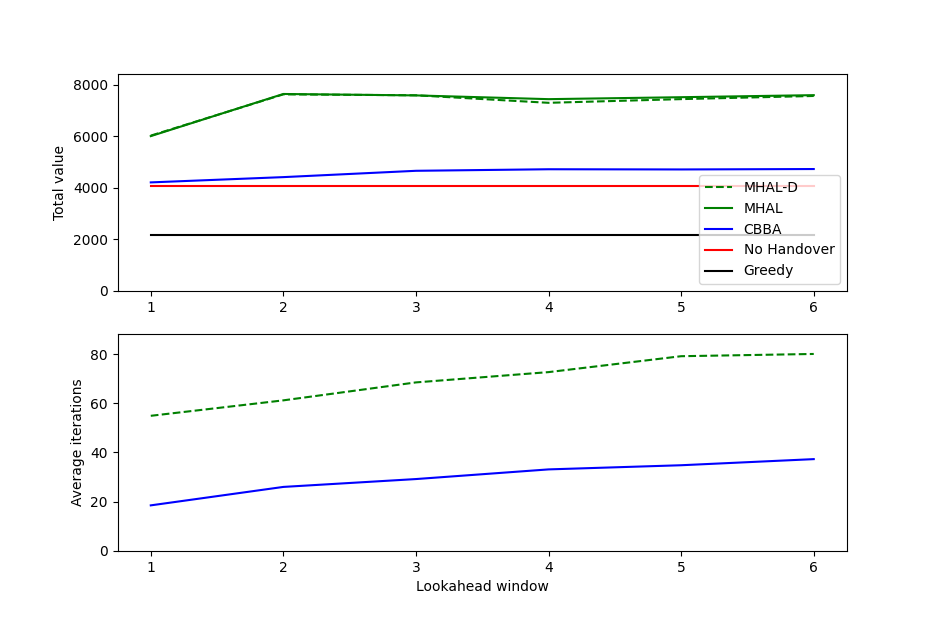 8000
6000
4000
2000
0
Total value
MHAL-D
MHAL
CBBA
No Handover
Greedy
1 2 3 4 5 6
80
60
40
20
0
Average iterations
1 2 3 4 5 6
Lookahead window